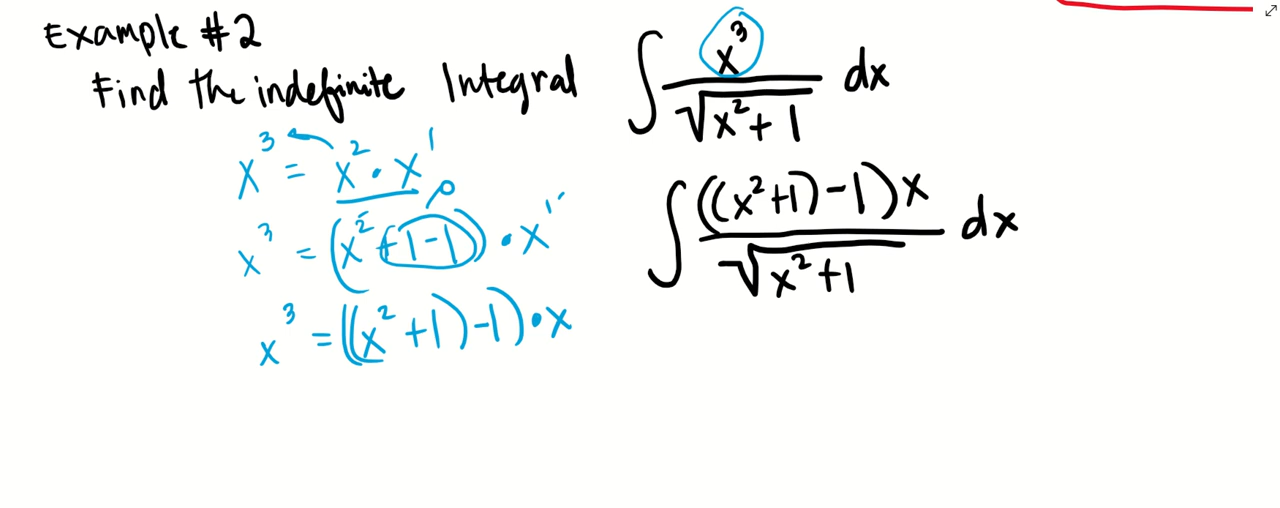 Example #2
Find the indefinite Integral ∫ x³/√(x²+1) dx
x³ = x² · x¹
0
x³ = (x² + 1 - 1) · x¹
x³ = ((x² + 1) - 1) · x
∫ ((x²+1) - 1)x/√(x²+1) dx